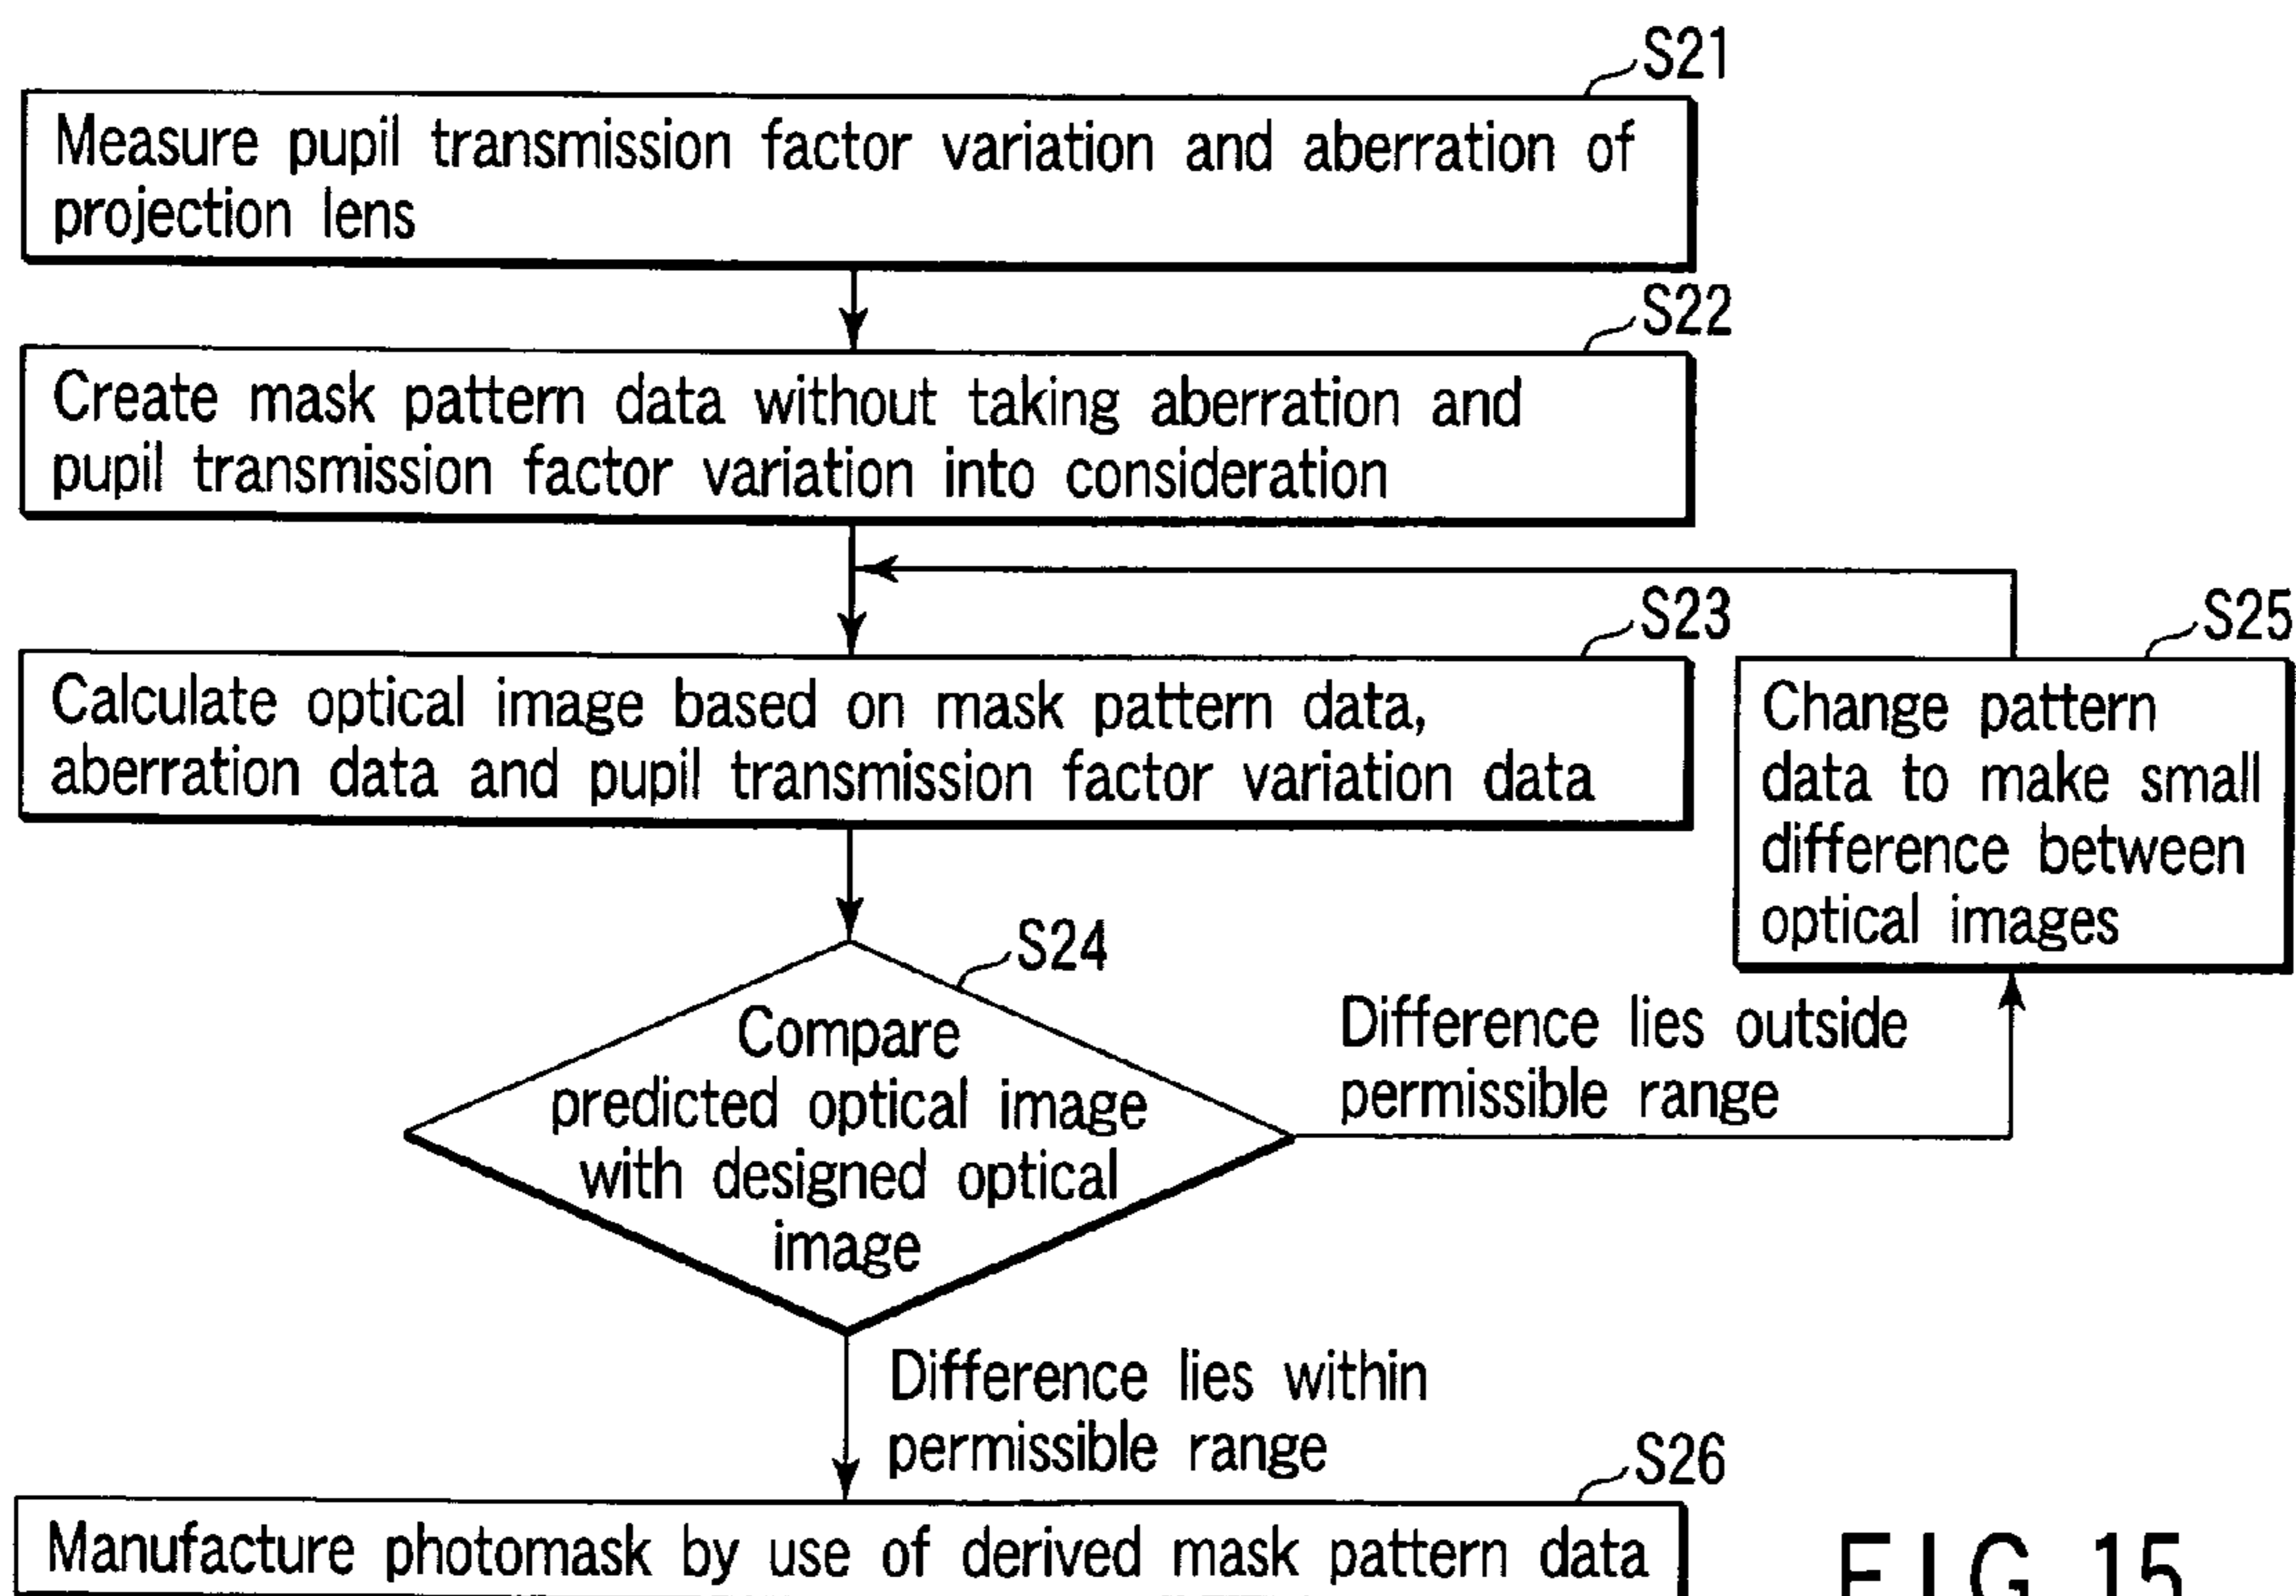 S21
Measure pupil transmission factor variation and aberration of
projection lens
S22
Create mask pattern data without taking aberration and
pupil transmission factor variation into consideration
S23
Calculate optical image based on mask pattern data,
aberration data and pupil transmission factor variation data
S25
Change pattern
data to make small
difference between
optical images
S24
Compare
predicted optical image
with designed optical
image
Difference lies outside
permissible range
Difference lies within
permissible range
S26
Manufacture photomask by use of derived mask pattern data
FIG. 15